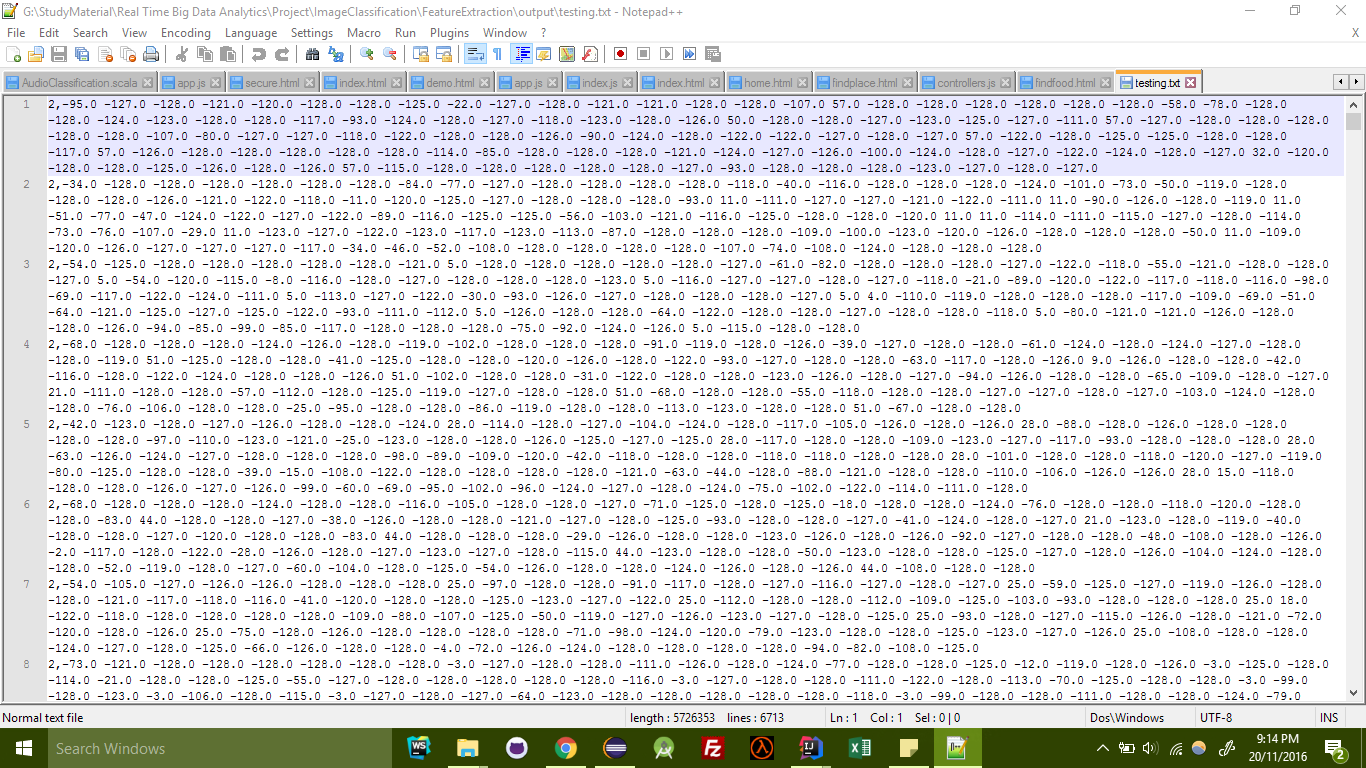 G:\StudyMaterial\Real Time Big Data Analytics\Project\ImageClassification\FeatureExtraction\output\testing.txt - Notepad++
File Edit Search View Encoding Language Settings Macro Run Plugins Window ?
X
AudioClassification.scala app.js secure.html index.html demo.html app.js index.js index.html home.html findplace.html controllers.js findfood.html testing.txt
1 2,-95.0 -127.0 -128.0 -121.0 -120.0 -128.0 -128.0 -125.0 -22.0 -127.0 -128.0 -121.0 -121.0 -128.0 -128.0 -107.0 57.0 -128.0 -128.0 -128.0 -128.0 -128.0 -128.0 -58.0 -78.0 -128.0
-128.0 -124.0 -123.0 -128.0 -128.0 -117.0 -93.0 -124.0 -128.0 -127.0 -118.0 -123.0 -128.0 -126.0 50.0 -128.0 -128.0 -128.0 -127.0 -123.0 -125.0 -127.0 -111.0 57.0 -127.0 -128.0 -128.0 -128.0
-128.0 -128.0 -107.0 -80.0 -127.0 -127.0 -118.0 -122.0 -128.0 -128.0 -126.0 -90.0 -124.0 -128.0 -122.0 -122.0 -127.0 -128.0 -127.0 57.0 -122.0 -128.0 -125.0 -125.0 -128.0 -128.0
-117.0 57.0 -126.0 -128.0 -128.0 -128.0 -128.0 -114.0 -85.0 -128.0 -128.0 -128.0 -121.0 -124.0 -127.0 -126.0 -100.0 -124.0 -128.0 -127.0 -122.0 -124.0 -128.0 -127.0 32.0 -120.0
-128.0 -128.0 -125.0 -126.0 -128.0 -126.0 57.0 -115.0 -128.0 -128.0 -128.0 -128.0 -127.0 -93.0 -128.0 -128.0 -128.0 -123.0 -127.0 -128.0 -127.0
2 2,-34.0 -128.0 -128.0 -128.0 -128.0 -128.0 -128.0 -84.0 -77.0 -127.0 -128.0 -128.0 -128.0 -128.0 -118.0 -40.0 -116.0 -128.0 -128.0 -128.0 -124.0 -101.0 -73.0 -50.0 -119.0 -128.0
-128.0 -128.0 -126.0 -121.0 -122.0 -118.0 -11.0 -120.0 -125.0 -127.0 -128.0 -128.0 -128.0 -93.0 11.0 -111.0 -127.0 -127.0 -121.0 -122.0 -111.0 11.0 -90.0 -126.0 -128.0 -119.0 11.0
-51.0 -77.0 -47.0 -124.0 -122.0 -127.0 -122.0 -89.0 -116.0 -125.0 -125.0 -56.0 -103.0 -121.0 -116.0 -125.0 -128.0 -128.0 -120.0 11.0 11.0 -114.0 -111.0 -115.0 -127.0 -128.0 -114.0
-73.0 -76.0 -107.0 -29.0 11.0 -123.0 -127.0 -122.0 -123.0 -117.0 -123.0 -113.0 -87.0 -128.0 -128.0 -128.0 -109.0 -100.0 -123.0 -120.0 -126.0 -128.0 -128.0 -128.0 -50.0 11.0 -109.0
-120.0 -126.0 -127.0 -127.0 -127.0 -117.0 -34.0 -46.0 -52.0 -108.0 -128.0 -128.0 -128.0 -128.0 -107.0 -74.0 -108.0 -124.0 -128.0 -128.0 -128.0
3 2,-54.0 -125.0 -128.0 -128.0 -128.0 -128.0 -121.0 5.0 -128.0 -128.0 -128.0 -128.0 -128.0 -127.0 -61.0 -82.0 -128.0 -128.0 -128.0 -127.0 -122.0 -118.0 -55.0 -121.0 -128.0 -128.0
-127.0 5.0 -54.0 -120.0 -115.0 -8.0 -116.0 -128.0 -127.0 -128.0 -128.0 -128.0 -123.0 5.0 -116.0 -127.0 -127.0 -128.0 -127.0 -118.0 -21.0 -89.0 -120.0 -122.0 -117.0 -118.0 -116.0 -98.0
-69.0 -117.0 -122.0 -124.0 -111.0 5.0 -113.0 -127.0 -122.0 -30.0 -93.0 -126.0 -127.0 -128.0 -128.0 -128.0 -127.0 5.0 4.0 -110.0 -119.0 -128.0 -128.0 -128.0 -117.0 -109.0 -69.0 -51.0
-64.0 -121.0 -125.0 -127.0 -125.0 -122.0 -93.0 -111.0 -112.0 5.0 -126.0 -128.0 -128.0 -64.0 -122.0 -128.0 -128.0 -127.0 -128.0 -128.0 -118.0 5.0 -80.0 -121.0 -121.0 -126.0 -128.0
-128.0 -126.0 -94.0 -85.0 -99.0 -85.0 -117.0 -128.0 -128.0 -128.0 -75.0 -92.0 -124.0 -126.0 5.0 -115.0 -128.0 -128.0
4 2,-68.0 -128.0 -128.0 -128.0 -124.0 -126.0 -128.0 -119.0 -102.0 -128.0 -128.0 -128.0 -91.0 -119.0 -128.0 -126.0 -39.0 -127.0 -128.0 -128.0 -61.0 -124.0 -128.0 -124.0 -127.0 -128.0
-128.0 -119.0 51.0 -125.0 -128.0 -128.0 -41.0 -125.0 -128.0 -128.0 -120.0 -126.0 -128.0 -122.0 -93.0 -127.0 -128.0 -128.0 -63.0 -117.0 -128.0 -126.0 9.0 -126.0 -128.0 -128.0 -42.0
-116.0 -128.0 -122.0 -124.0 -128.0 -128.0 -126.0 51.0 -102.0 -128.0 -128.0 -31.0 -122.0 -128.0 -128.0 -123.0 -126.0 -128.0 -127.0 -94.0 -126.0 -128.0 -128.0 -65.0 -109.0 -128.0 -127.0
21.0 -111.0 -128.0 -128.0 -57.0 -112.0 -128.0 -125.0 -119.0 -127.0 -128.0 -128.0 51.0 -68.0 -128.0 -128.0 -55.0 -118.0 -128.0 -128.0 -127.0 -127.0 -128.0 -127.0 -103.0 -124.0 -128.0
-128.0 -76.0 -106.0 -128.0 -128.0 -25.0 -95.0 -128.0 -128.0 -86.0 -119.0 -128.0 -128.0 -113.0 -123.0 -128.0 -128.0 51.0 -67.0 -128.0 -128.0
5 2,-42.0 -123.0 -128.0 -127.0 -126.0 -128.0 -128.0 -124.0 28.0 -114.0 -128.0 -127.0 -104.0 -124.0 -128.0 -117.0 -105.0 -126.0 -128.0 -126.0 28.0 -88.0 -128.0 -126.0 -128.0 -128.0
-128.0 -128.0 -97.0 -110.0 -123.0 -121.0 -25.0 -123.0 -128.0 -128.0 -126.0 -125.0 -127.0 -125.0 28.0 -117.0 -128.0 -128.0 -109.0 -123.0 -127.0 -117.0 -93.0 -128.0 -128.0 -128.0 28.0
-63.0 -126.0 -124.0 -127.0 -128.0 -128.0 -128.0 -98.0 -89.0 -109.0 -120.0 -42.0 -118.0 -128.0 -128.0 -118.0 -118.0 -128.0 -128.0 28.0 -101.0 -128.0 -128.0 -118.0 -120.0 -127.0 -119.0
-80.0 -125.0 -128.0 -128.0 -39.0 -15.0 -108.0 -122.0 -128.0 -128.0 -128.0 -128.0 -121.0 -63.0 -44.0 -128.0 -88.0 -121.0 -128.0 -128.0 -110.0 -106.0 -126.0 -126.0 28.0 15.0 -118.0
-128.0 -128.0 -126.0 -127.0 -126.0 -99.0 -60.0 -69.0 -95.0 -102.0 -96.0 -124.0 -127.0 -128.0 -124.0 -75.0 -102.0 -122.0 -114.0 -111.0 -128.0
6 2,-68.0 -128.0 -128.0 -128.0 -124.0 -128.0 -128.0 -116.0 -105.0 -128.0 -128.0 -127.0 -71.0 -125.0 -128.0 -125.0 -18.0 -128.0 -128.0 -124.0 -76.0 -128.0 -128.0 -118.0 -120.0 -128.0
-128.0 -83.0 44.0 -128.0 -128.0 -127.0 -38.0 -126.0 -128.0 -128.0 -121.0 -127.0 -128.0 -125.0 -93.0 -128.0 -128.0 -127.0 -41.0 -124.0 -128.0 -127.0 21.0 -123.0 -128.0 -119.0 -40.0
-128.0 -128.0 -127.0 -120.0 -128.0 -128.0 -83.0 44.0 -128.0 -128.0 -128.0 -29.0 -126.0 -128.0 -128.0 -123.0 -126.0 -128.0 -126.0 -92.0 -127.0 -128.0 -128.0 -48.0 -108.0 -128.0 -126.0
-2.0 -117.0 -128.0 -122.0 -28.0 -126.0 -128.0 -127.0 -123.0 -127.0 -128.0 -115.0 44.0 -123.0 -128.0 -128.0 -50.0 -123.0 -128.0 -128.0 -125.0 -127.0 -128.0 -126.0 -104.0 -124.0 -128.0
-128.0 -52.0 -119.0 -128.0 -127.0 -60.0 -104.0 -128.0 -125.0 -54.0 -126.0 -128.0 -128.0 -124.0 -126.0 -128.0 -126.0 44.0 -108.0 -128.0 -128.0
7 2,-54.0 -105.0 -127.0 -126.0 -126.0 -128.0 -128.0 -128.0 25.0 -97.0 -128.0 -128.0 -91.0 -117.0 -128.0 -127.0 -116.0 -127.0 -128.0 -127.0 25.0 -59.0 -125.0 -127.0 -119.0 -126.0 -128.0
-128.0 -121.0 -117.0 -118.0 -116.0 -41.0 -120.0 -128.0 -128.0 -125.0 -123.0 -127.0 -122.0 25.0 -112.0 -128.0 -128.0 -112.0 -109.0 -125.0 -103.0 -93.0 -128.0 -128.0 -128.0 25.0 18.0
-122.0 -118.0 -128.0 -128.0 -128.0 -128.0 -109.0 -88.0 -107.0 -125.0 -50.0 -119.0 -127.0 -126.0 -123.0 -127.0 -128.0 -125.0 25.0 -93.0 -128.0 -127.0 -115.0 -126.0 -128.0 -121.0 -72.0
-120.0 -128.0 -126.0 25.0 -75.0 -128.0 -126.0 -128.0 -128.0 -128.0 -128.0 -71.0 -98.0 -124.0 -120.0 -79.0 -123.0 -128.0 -128.0 -125.0 -123.0 -127.0 -126.0 25.0 -108.0 -128.0 -128.0
-124.0 -127.0 -128.0 -125.0 -66.0 -126.0 -128.0 -128.0 -4.0 -72.0 -126.0 -124.0 -128.0 -128.0 -128.0 -128.0 -94.0 -82.0 -108.0 -125.0
8 2,-73.0 -121.0 -128.0 -128.0 -128.0 -128.0 -128.0 -128.0 -3.0 -127.0 -128.0 -128.0 -111.0 -126.0 -128.0 -124.0 -77.0 -128.0 -128.0 -125.0 -12.0 -119.0 -128.0 -126.0 -3.0 -125.0 -128.0
-114.0 -21.0 -128.0 -128.0 -125.0 -55.0 -127.0 -128.0 -128.0 -128.0 -128.0 -128.0 -116.0 -3.0 -127.0 -128.0 -128.0 -111.0 -122.0 -128.0 -113.0 -70.0 -125.0 -128.0 -128.0 -3.0 -99.0
-128.0 -123.0 -3.0 -106.0 -128.0 -115.0 -3.0 -127.0 -128.0 -127.0 -64.0 -123.0 -128.0 -128.0 -128.0 -128.0 -128.0 -118.0 -3.0 -99.0 -128.0 -128.0 -111.0 -128.0 -128.0 -124.0 -79.0
Normal text file length : 5726353 lines : 6713 Ln : 1 Col : 1 Sel : 0 | 0 Dos\Windows UTF-8 INS
Search Windows
WS
9:14 PM
20/11/2016
2